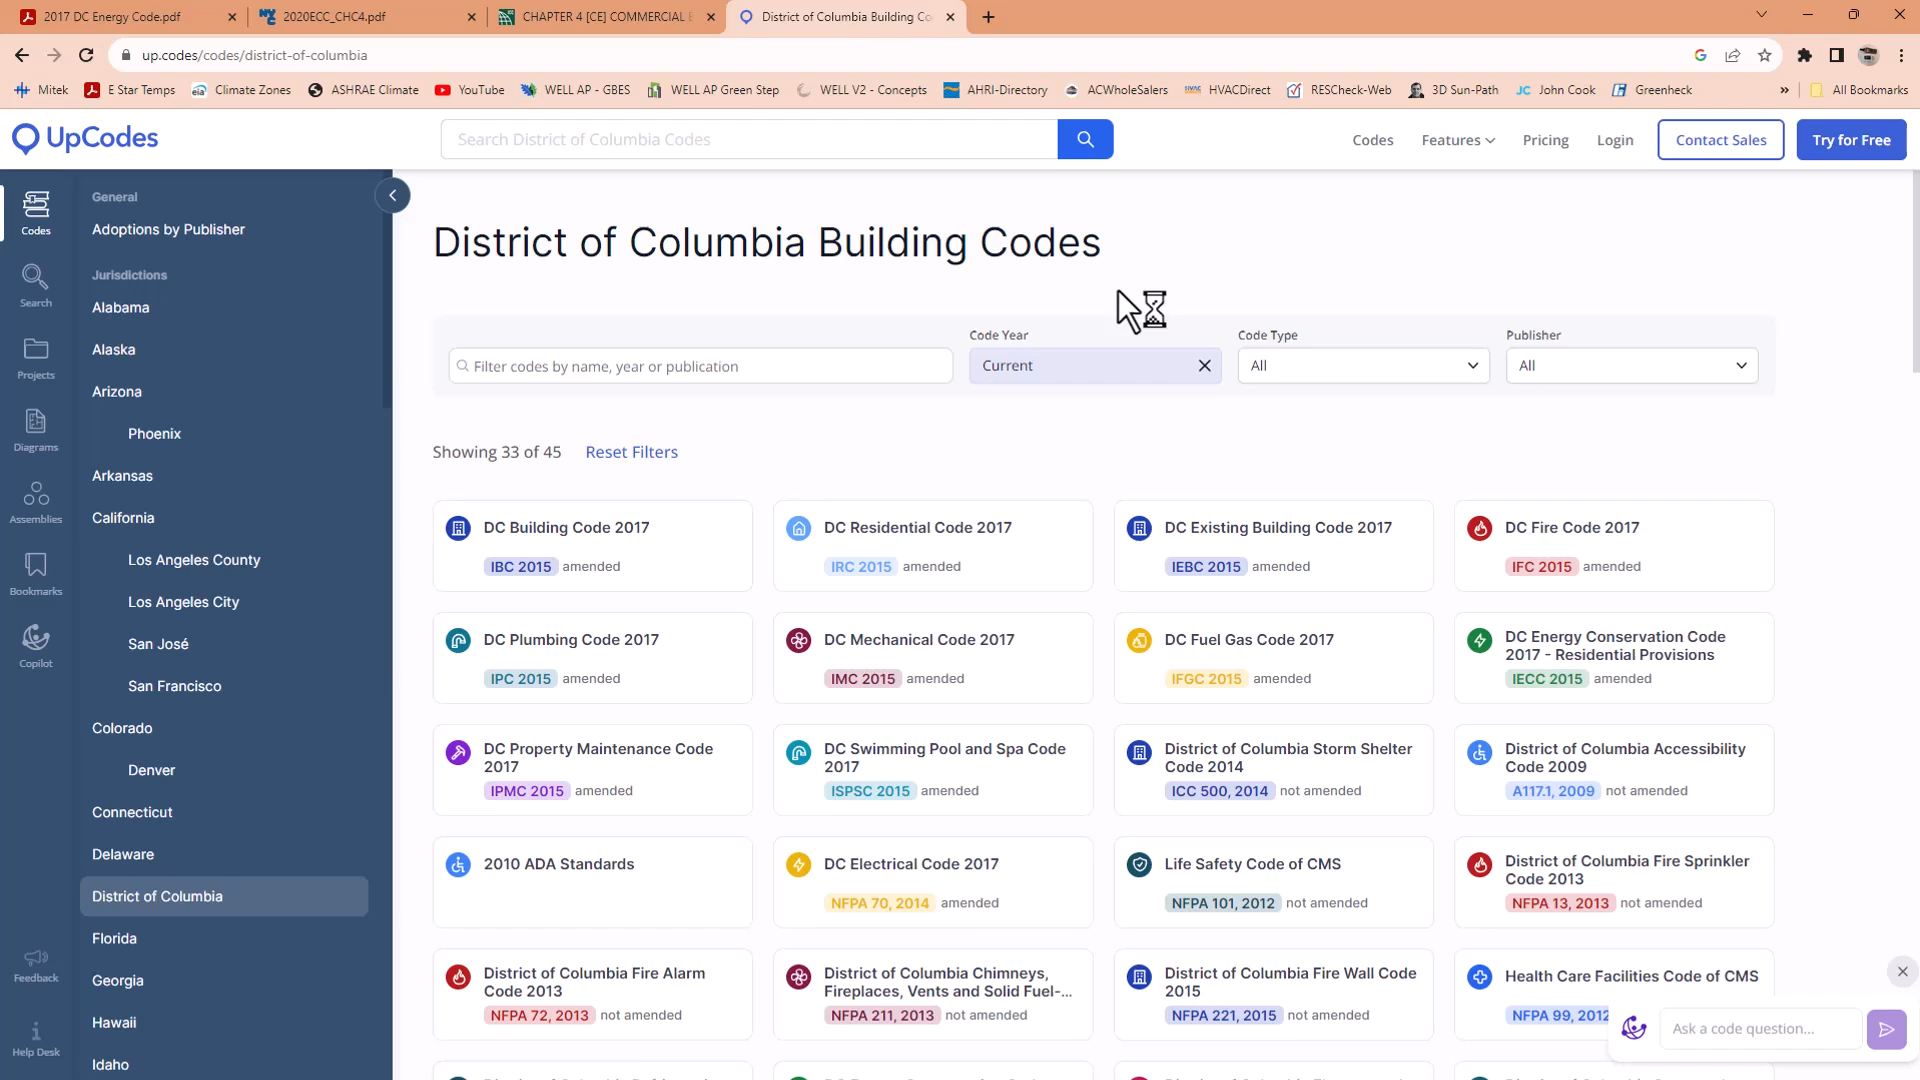 2017 DC Energy Code.pdf
2020ECC_CHC4.pdf
CHAPTER 4 [CE] COMMERCIAL
District of Columbia Building Co
up.codes/codes/district-of-columbia
Mitek
E Star Temps
Climate Zones
ASHRAE Climate
YouTube
WELL AP - GBES
WELL AP Green Step
WELL V2 - Concepts
AHRI-Directory
ACWholeSalers
HVACDirect
RESCheck-Web
3D Sun-Path
John Cook
Greenheck
»
All Bookmarks
UpCodes
Search District of Columbia Codes
Codes
Features
Pricing
Login
Contact Sales
Try for Free
Codes
Search
Projects
Diagrams
Assemblies
Bookmarks
Copilot
Feedback
Help Desk
General
Adoptions by Publisher
Jurisdictions
Alabama
Alaska
Arizona
Phoenix
Arkansas
California
Los Angeles County
Los Angeles City
San José
San Francisco
Colorado
Denver
Connecticut
Delaware
District of Columbia
Florida
Georgia
Hawaii
Idaho
District of Columbia Building Codes
Filter codes by name, year or publication
Code Year
Current
Code Type
All
Publisher
All
Showing 33 of 45
Reset Filters
DC Building Code 2017
IBC 2015 amended
DC Residential Code 2017
IRC 2015 amended
DC Existing Building Code 2017
IEBC 2015 amended
DC Fire Code 2017
IFC 2015 amended
DC Plumbing Code 2017
IPC 2015 amended
DC Mechanical Code 2017
IMC 2015 amended
DC Fuel Gas Code 2017
IFGC 2015 amended
DC Energy Conservation Code
2017 - Residential Provisions
IECC 2015 amended
DC Property Maintenance Code
2017
IPMC 2015 amended
DC Swimming Pool and Spa Code
2017
ISPSC 2015 amended
District of Columbia Storm Shelter
Code 2014
ICC 500, 2014 not amended
District of Columbia Accessibility
Code 2009
A117.1, 2009 not amended
2010 ADA Standards
DC Electrical Code 2017
NFPA 70, 2014 amended
Life Safety Code of CMS
NFPA 101, 2012 not amended
District of Columbia Fire Sprinkler
Code 2013
NFPA 13, 2013 not amended
District of Columbia Fire Alarm
Code 2013
NFPA 72, 2013 not amended
District of Columbia Chimneys,
Fireplaces, Vents and Solid Fuel-...
NFPA 211, 2013 not amended
District of Columbia Fire Wall Code
2015
NFPA 221, 2015 not amended
Health Care Facilities Code of CMS
NFPA 99, 2012
Ask a code question...